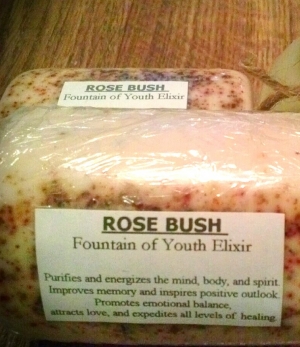 ROSE BUSH
Fountain of Youth Elixir
ROSE BUSH
Fountain of Youth Elixir
Purifies and energizes the mind, body, and spirit.
Improves memory and inspires positive outlook.
Promotes emotional balance,
attracts love, and expedites all levels of healing.